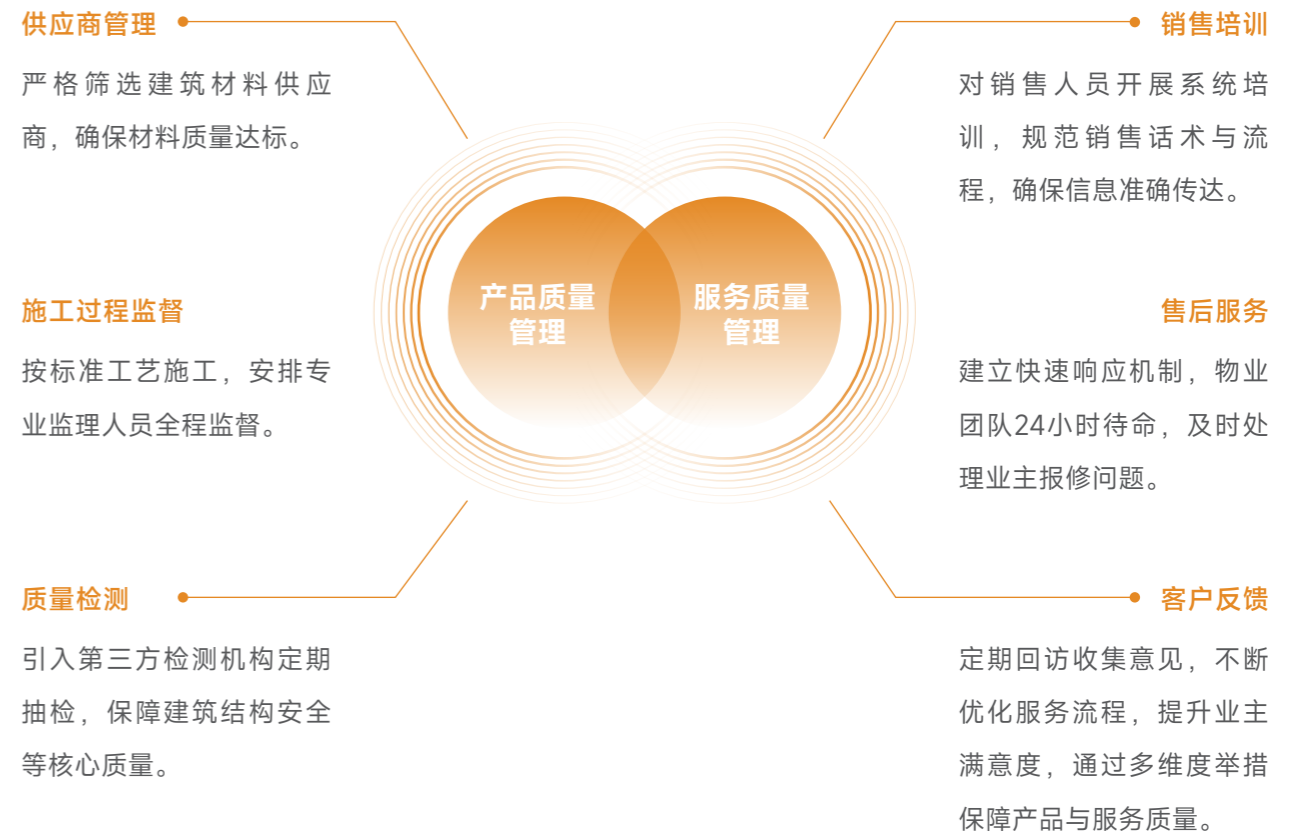 供应商管理
严格筛选建筑材料供应
商，确保材料质量达标。
施工过程监督
按标准工艺施工，安排专
业监理人员全程监督。
质量检测
引入第三方检测机构定期
抽检，保障建筑结构安全
等核心质量。
产品质量
管理
服务质量
管理
销售培训
对销售人员开展系统培
训，规范销售话术与流
程，确保信息准确传达。
售后服务
建立快速响应机制，物业
团队24小时待命，及时处
理业主报修问题。
客户反馈
定期回访收集意见，不断
优化服务流程，提升业主
满意度，通过多维度举措
保障产品与服务质量。